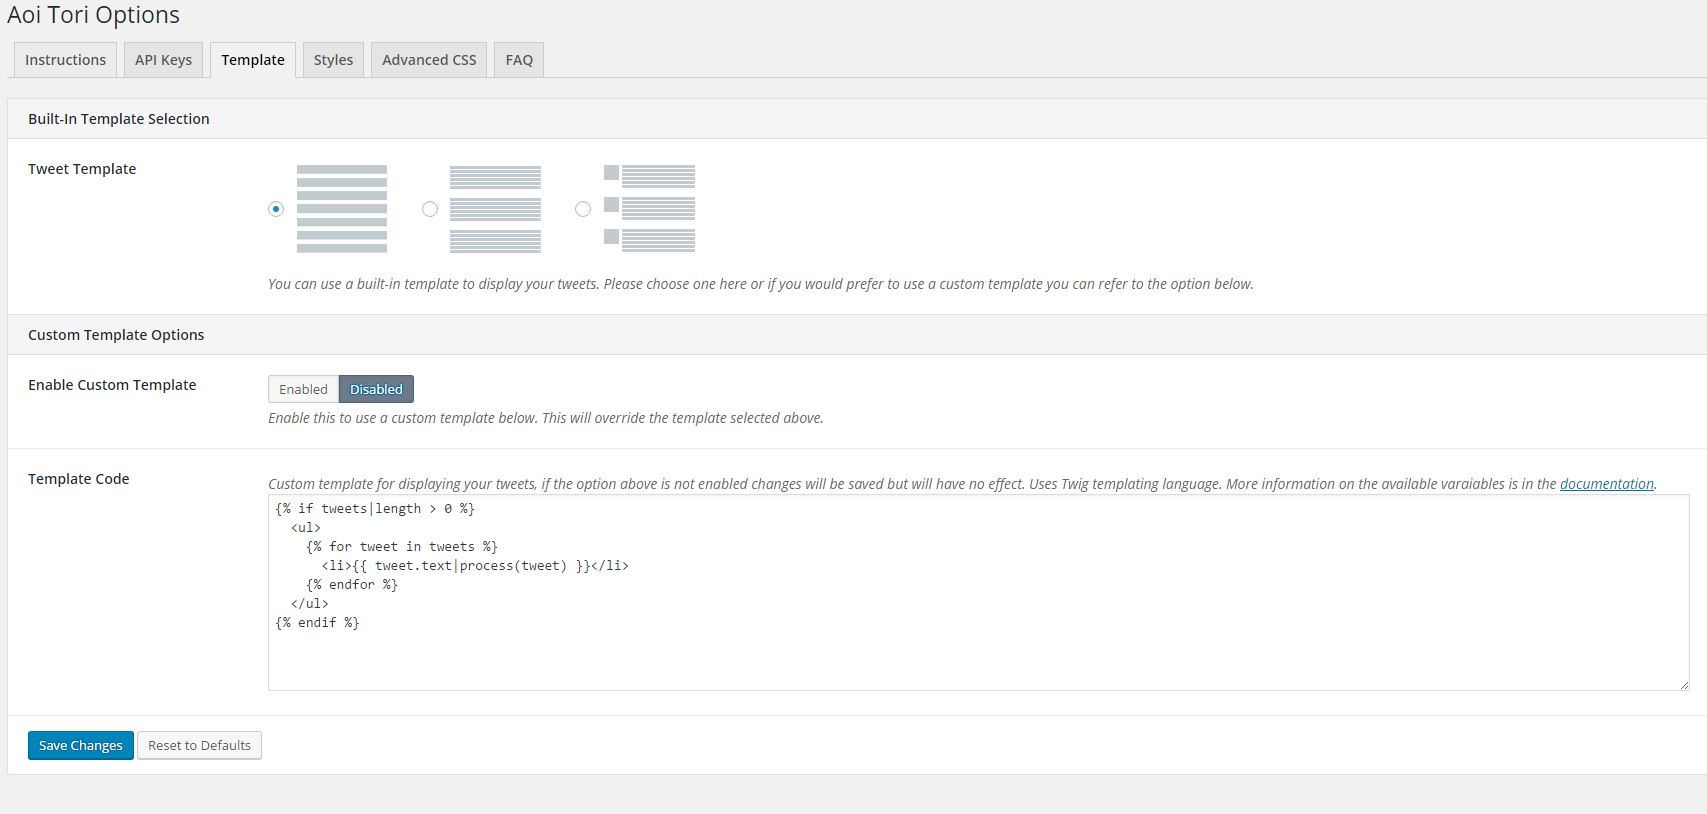 Aoi Tori Options
Instructions
API Keys
Template
Styles
Advanced CSS
FAQ
Built-In Template Selection
Tweet Template
You can use a built-in template to display your tweets. Please choose one here or if you would prefer to use a custom template you can refer to the option below.
Custom Template Options
Enable Custom Template
Enabled
Disabled
Enable this to use a custom template below. This will override the template selected above.
Template Code
Custom template for displaying your tweets, if the option above is not enabled changes will be saved but will have no effect. Uses Twig templating language. More information on the available varaiables is in the documentation.
{% if tweets|length > 0 %}
  <ul>
    {% for tweet in tweets %}
      <li>{{ tweet.text|process(tweet) }}</li>
    {% endfor %}
  </ul>
{% endif %}
Save Changes
Reset to Defaults